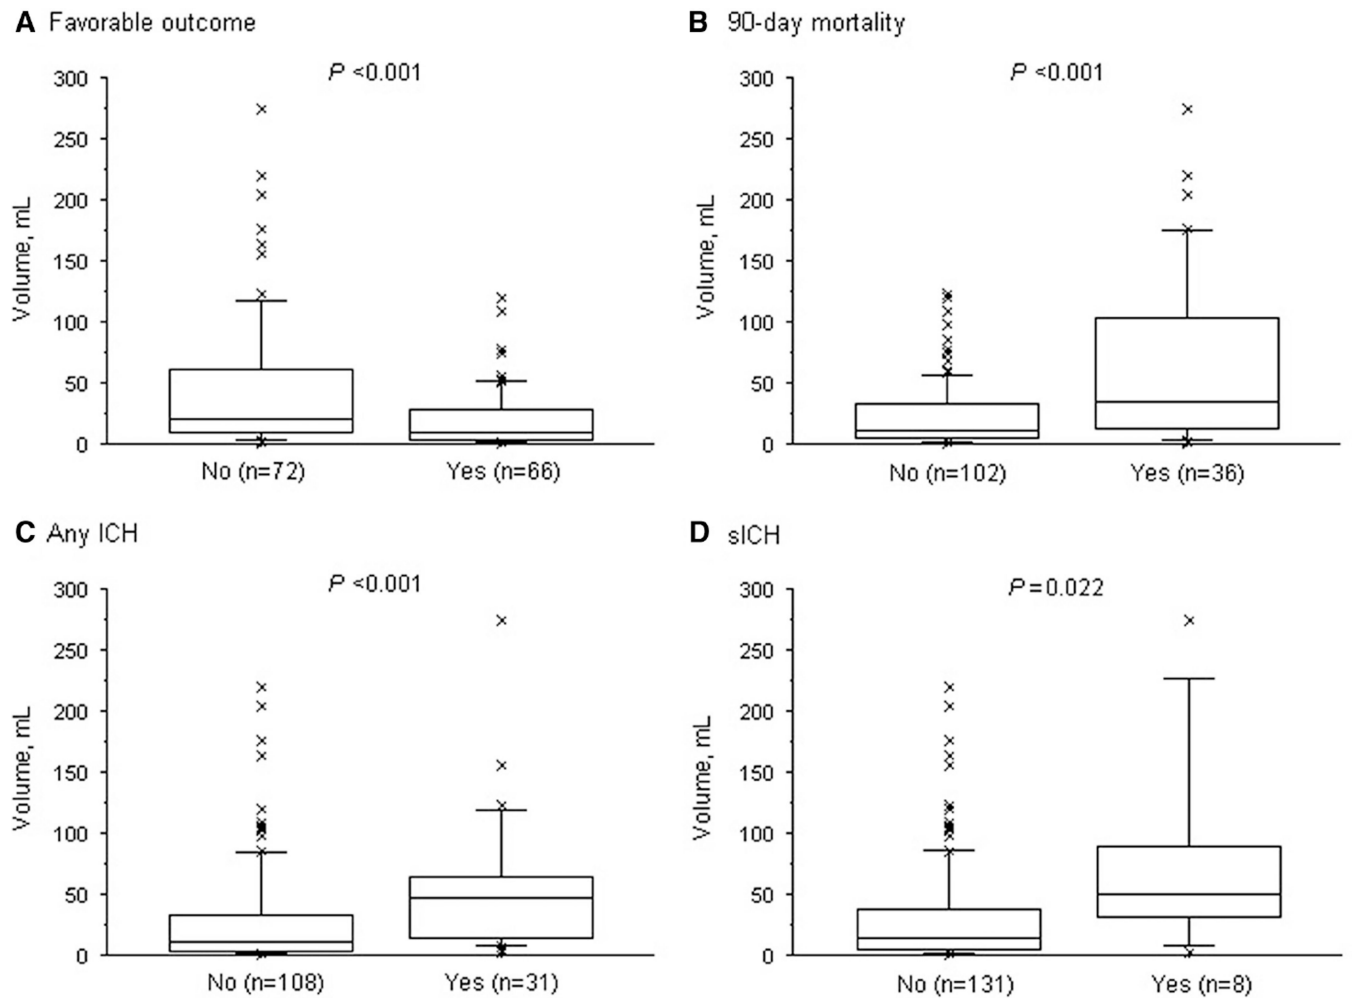 A Favorable outcome
P <0.001
300
250
200
150
100
50
0
Volume, mL
No (n=72) Yes (n=66)
B 90-day mortality
P <0.001
300
250
200
150
100
50
0
Volume, mL
No (n=102) Yes (n=36)
C Any ICH
P <0.001
300
250
200
150
100
50
0
Volume, mL
No (n=108) Yes (n=31)
D sICH
P=0.022
300
250
200
150
100
50
0
Volume, mL
No (n=131) Yes (n=8)